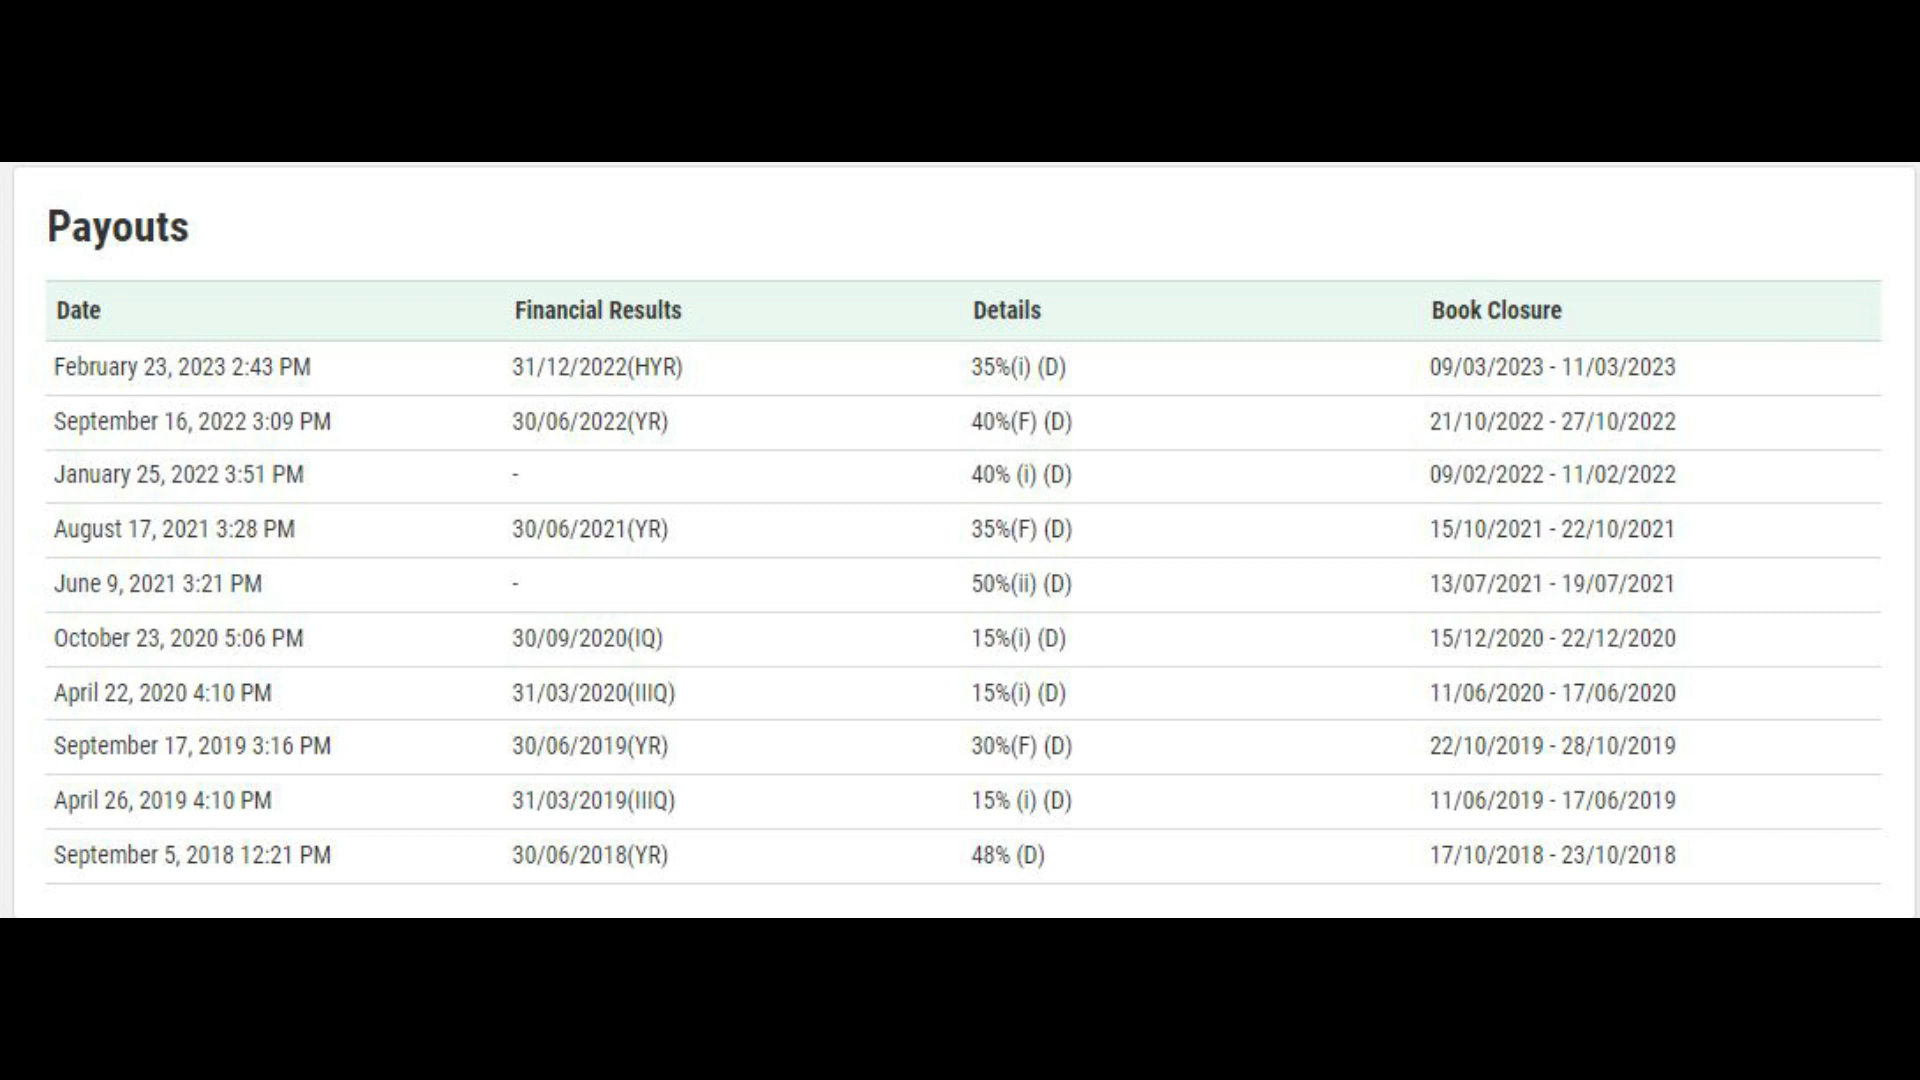 Payouts
Date Financial Results Details Book Closure
February 23, 2023 2:43 PM 31/12/2022(HYR) 35%(i) (D) 09/03/2023 - 11/03/2023
September 16, 2022 3:09 PM 30/06/2022(YR) 40%(F) (D) 21/10/2022 - 27/10/2022
January 25, 2022 3:51 PM - 40% (i) (D) 09/02/2022 - 11/02/2022
August 17, 2021 3:28 PM 30/06/2021(YR) 35%(F) (D) 15/10/2021 - 22/10/2021
June 9, 2021 3:21 PM - 50%(ii) (D) 13/07/2021 - 19/07/2021
October 23, 2020 5:06 PM 30/09/2020(IQ) 15%(i) (D) 15/12/2020 - 22/12/2020
April 22, 2020 4:10 PM 31/03/2020(IIIQ) 15%(i) (D) 11/06/2020 - 17/06/2020
September 17, 2019 3:16 PM 30/06/2019(YR) 30%(F) (D) 22/10/2019 - 28/10/2019
April 26, 2019 4:10 PM 31/03/2019(IIIQ) 15% (i) (D) 11/06/2019 - 17/06/2019
September 5, 2018 12:21 PM 30/06/2018(YR) 48% (D) 17/10/2018 - 23/10/2018